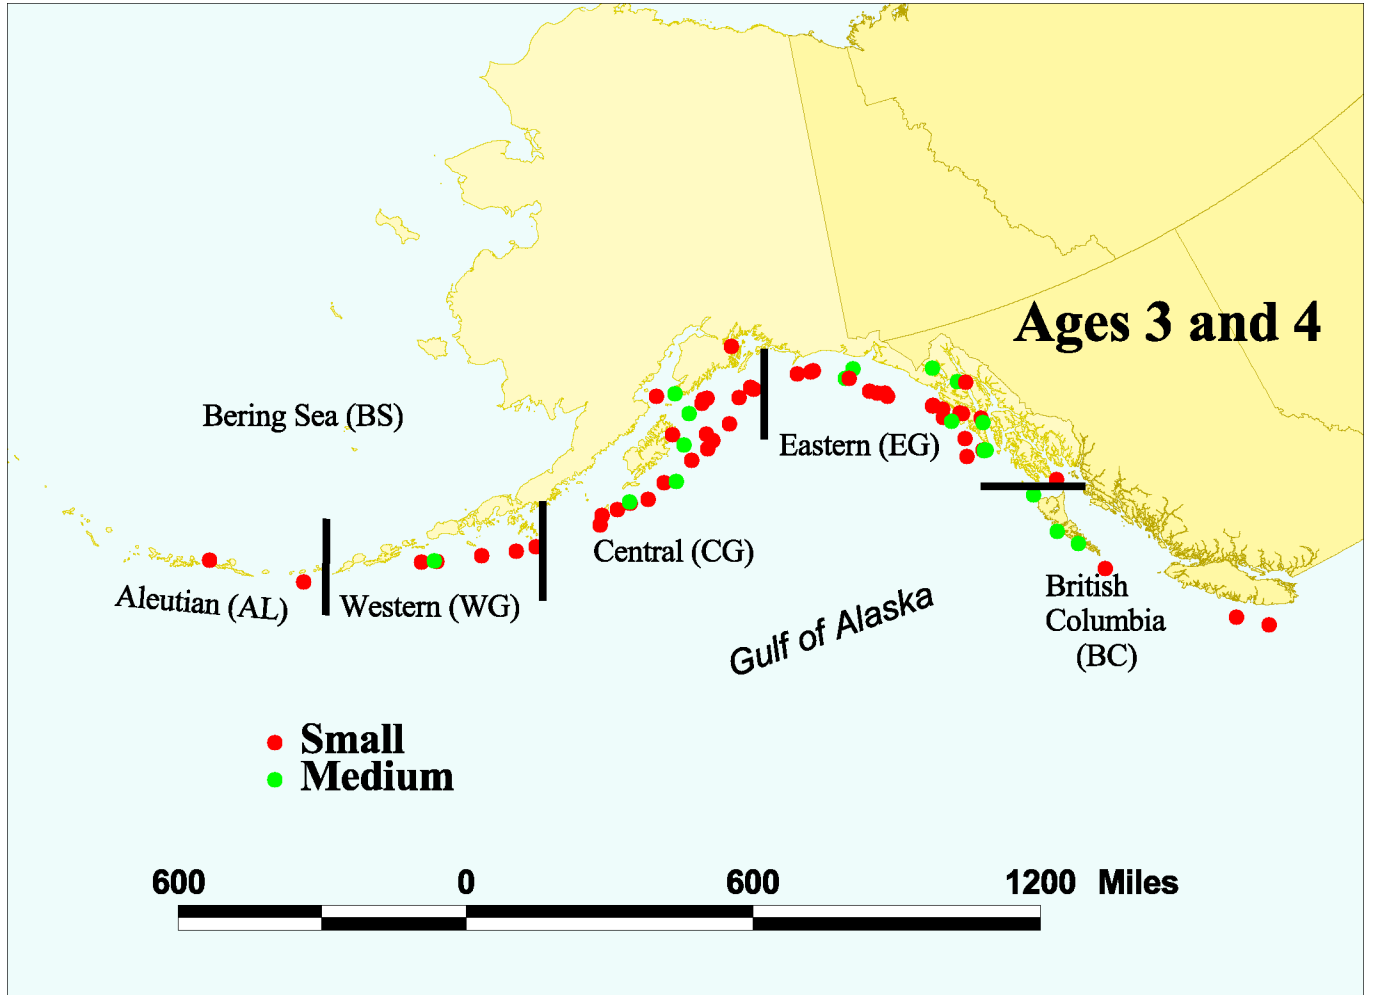 Ages 3 and 4
Bering Sea (BS)
Eastern (EG)
Central (CG)
Aleutian (AL)
Western (WG)
British
Columbia
(BC)
Gulf of Alaska
Small
Medium
600 0 600 1200 Miles